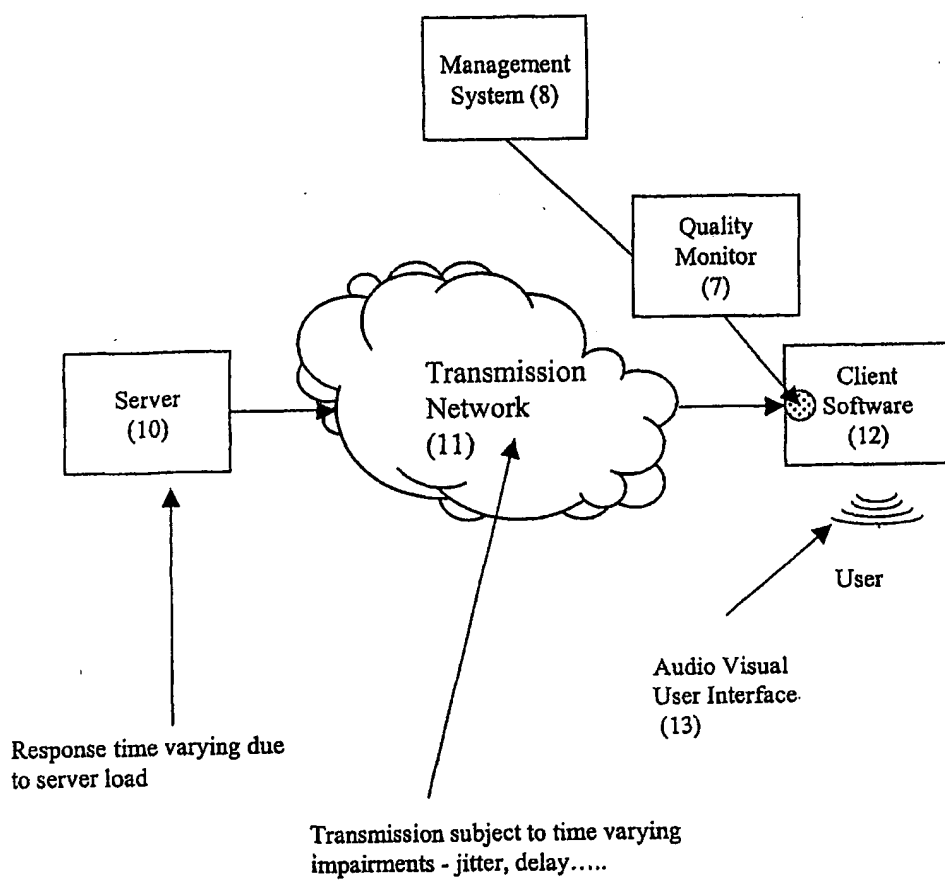 Management
System (8)
Quality
Monitor
(7)
Transmission
Network
(11)
Server
(10)
Client
Software
(12)
User
Audio Visual
User Interface
(13)
Response time varying due
to server load
Transmission subject to time varying
impairments - jitter, delay.....